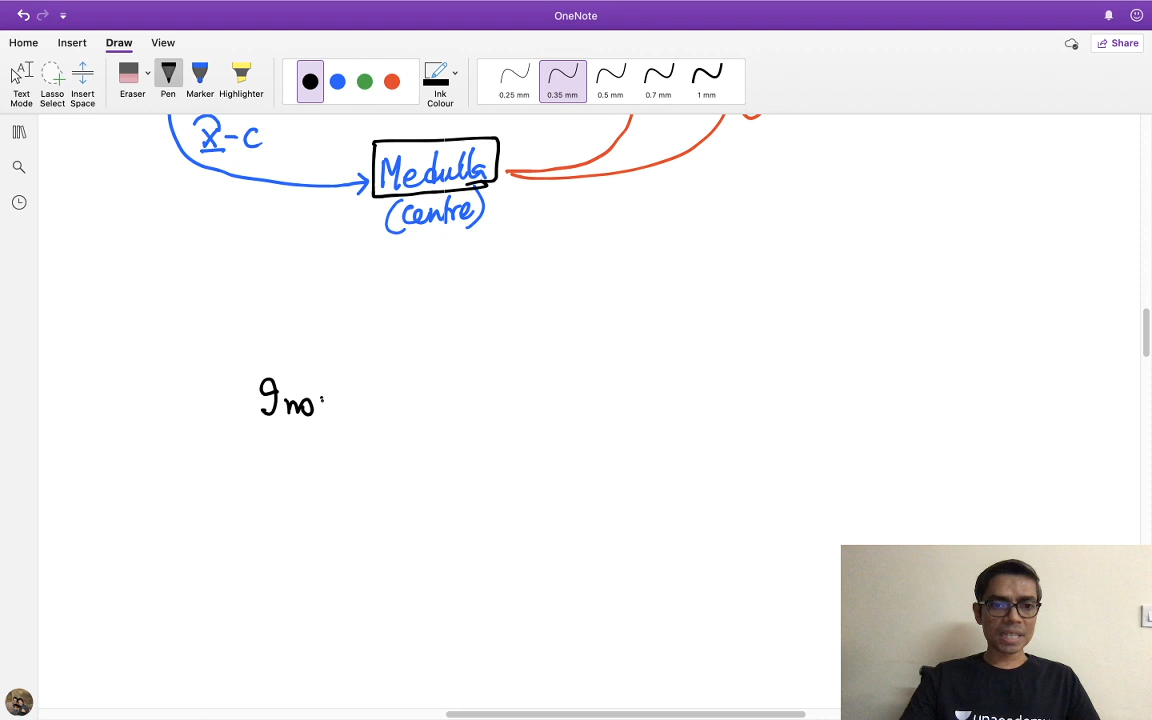 OneNote
Home Insert Draw View
Share
Text Mode
Lasso Select
Insert Space
Eraser
Pen
Marker
Highlighter
Ink Colour
0.25 mm
0.35 mm
0.5 mm
0.7 mm
1 mm
X-C
Medulla
(centre)